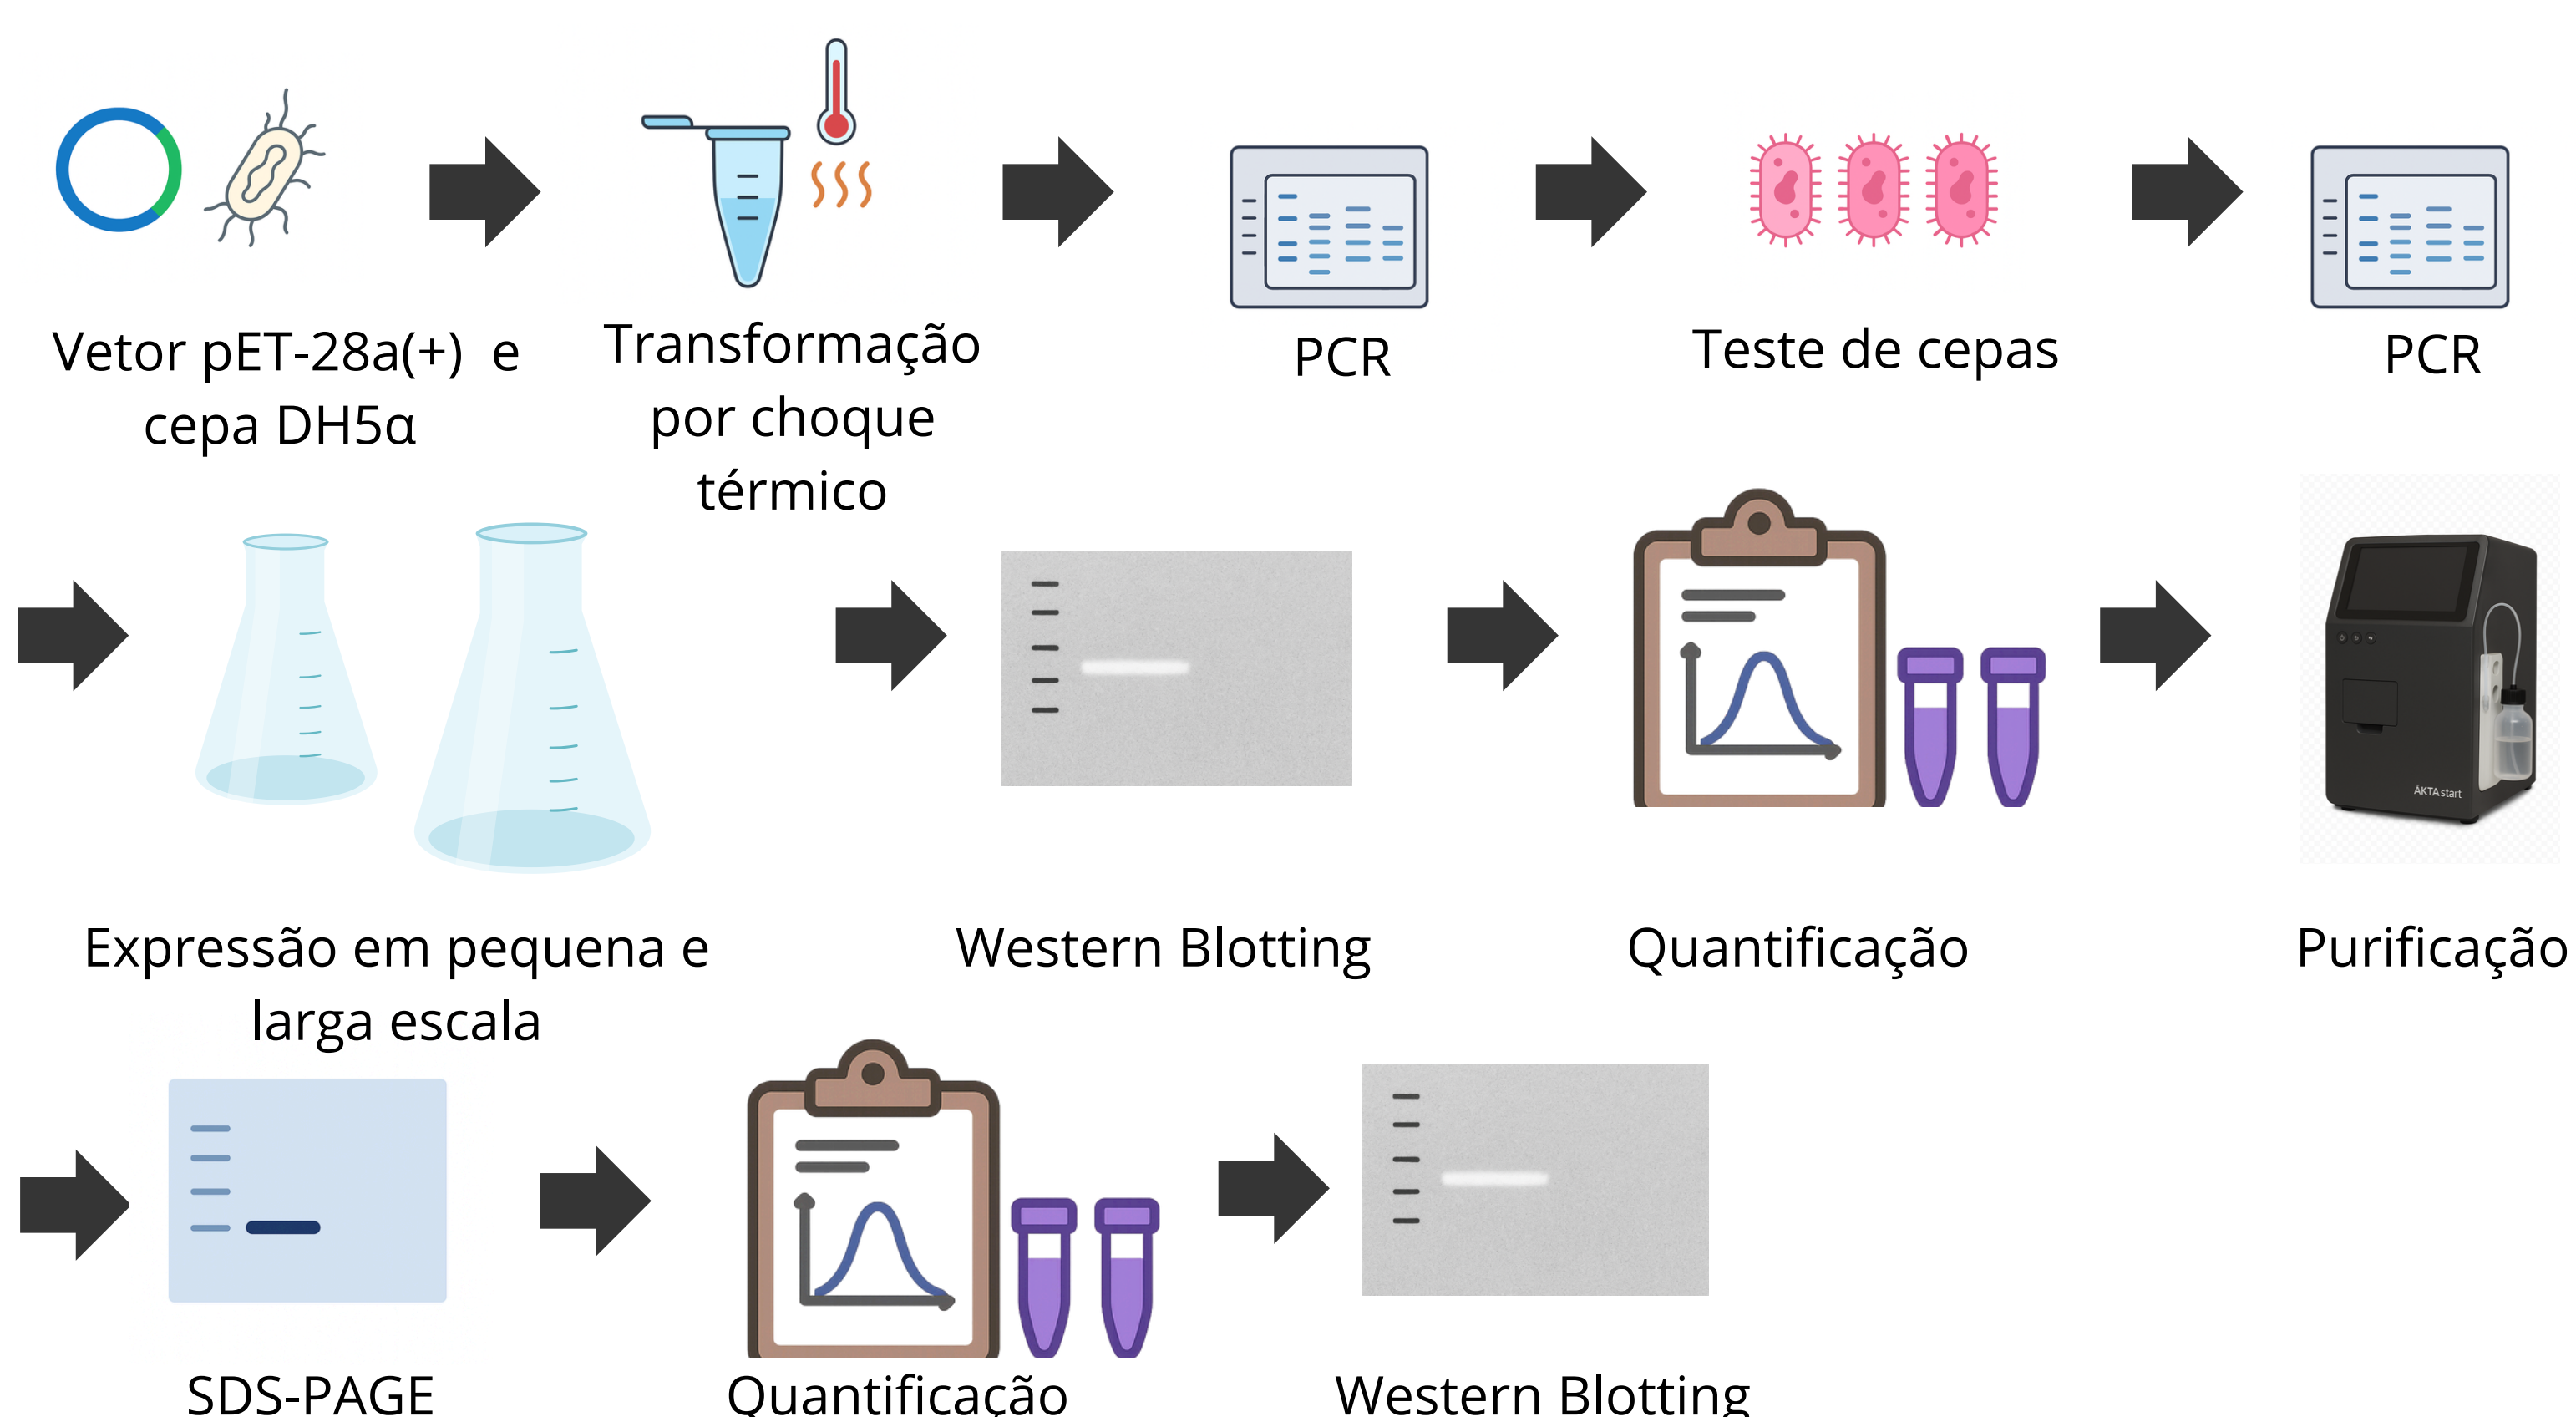 Vetor pET-28a(+) e
cepa DH5α
Transformação
por choque
térmico
PCR
Teste de cepas
PCR
Expressão em pequena e
larga escala
Western Blotting
Quantificação
ÄKTA start
Purificação
SDS-PAGE
Quantificação
Western Blotting